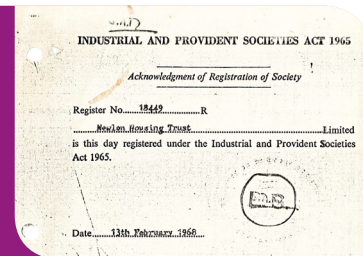 INDUSTRIAL AND PROVIDENT SOCIETIES ACT 1965
Acknowledgment of Registration of Society
Register No. 18449 R
Newlon Housing Trust Limited
is this day registered under the Industrial and Provident Societies
Act 1965.
Date 13th February 1968